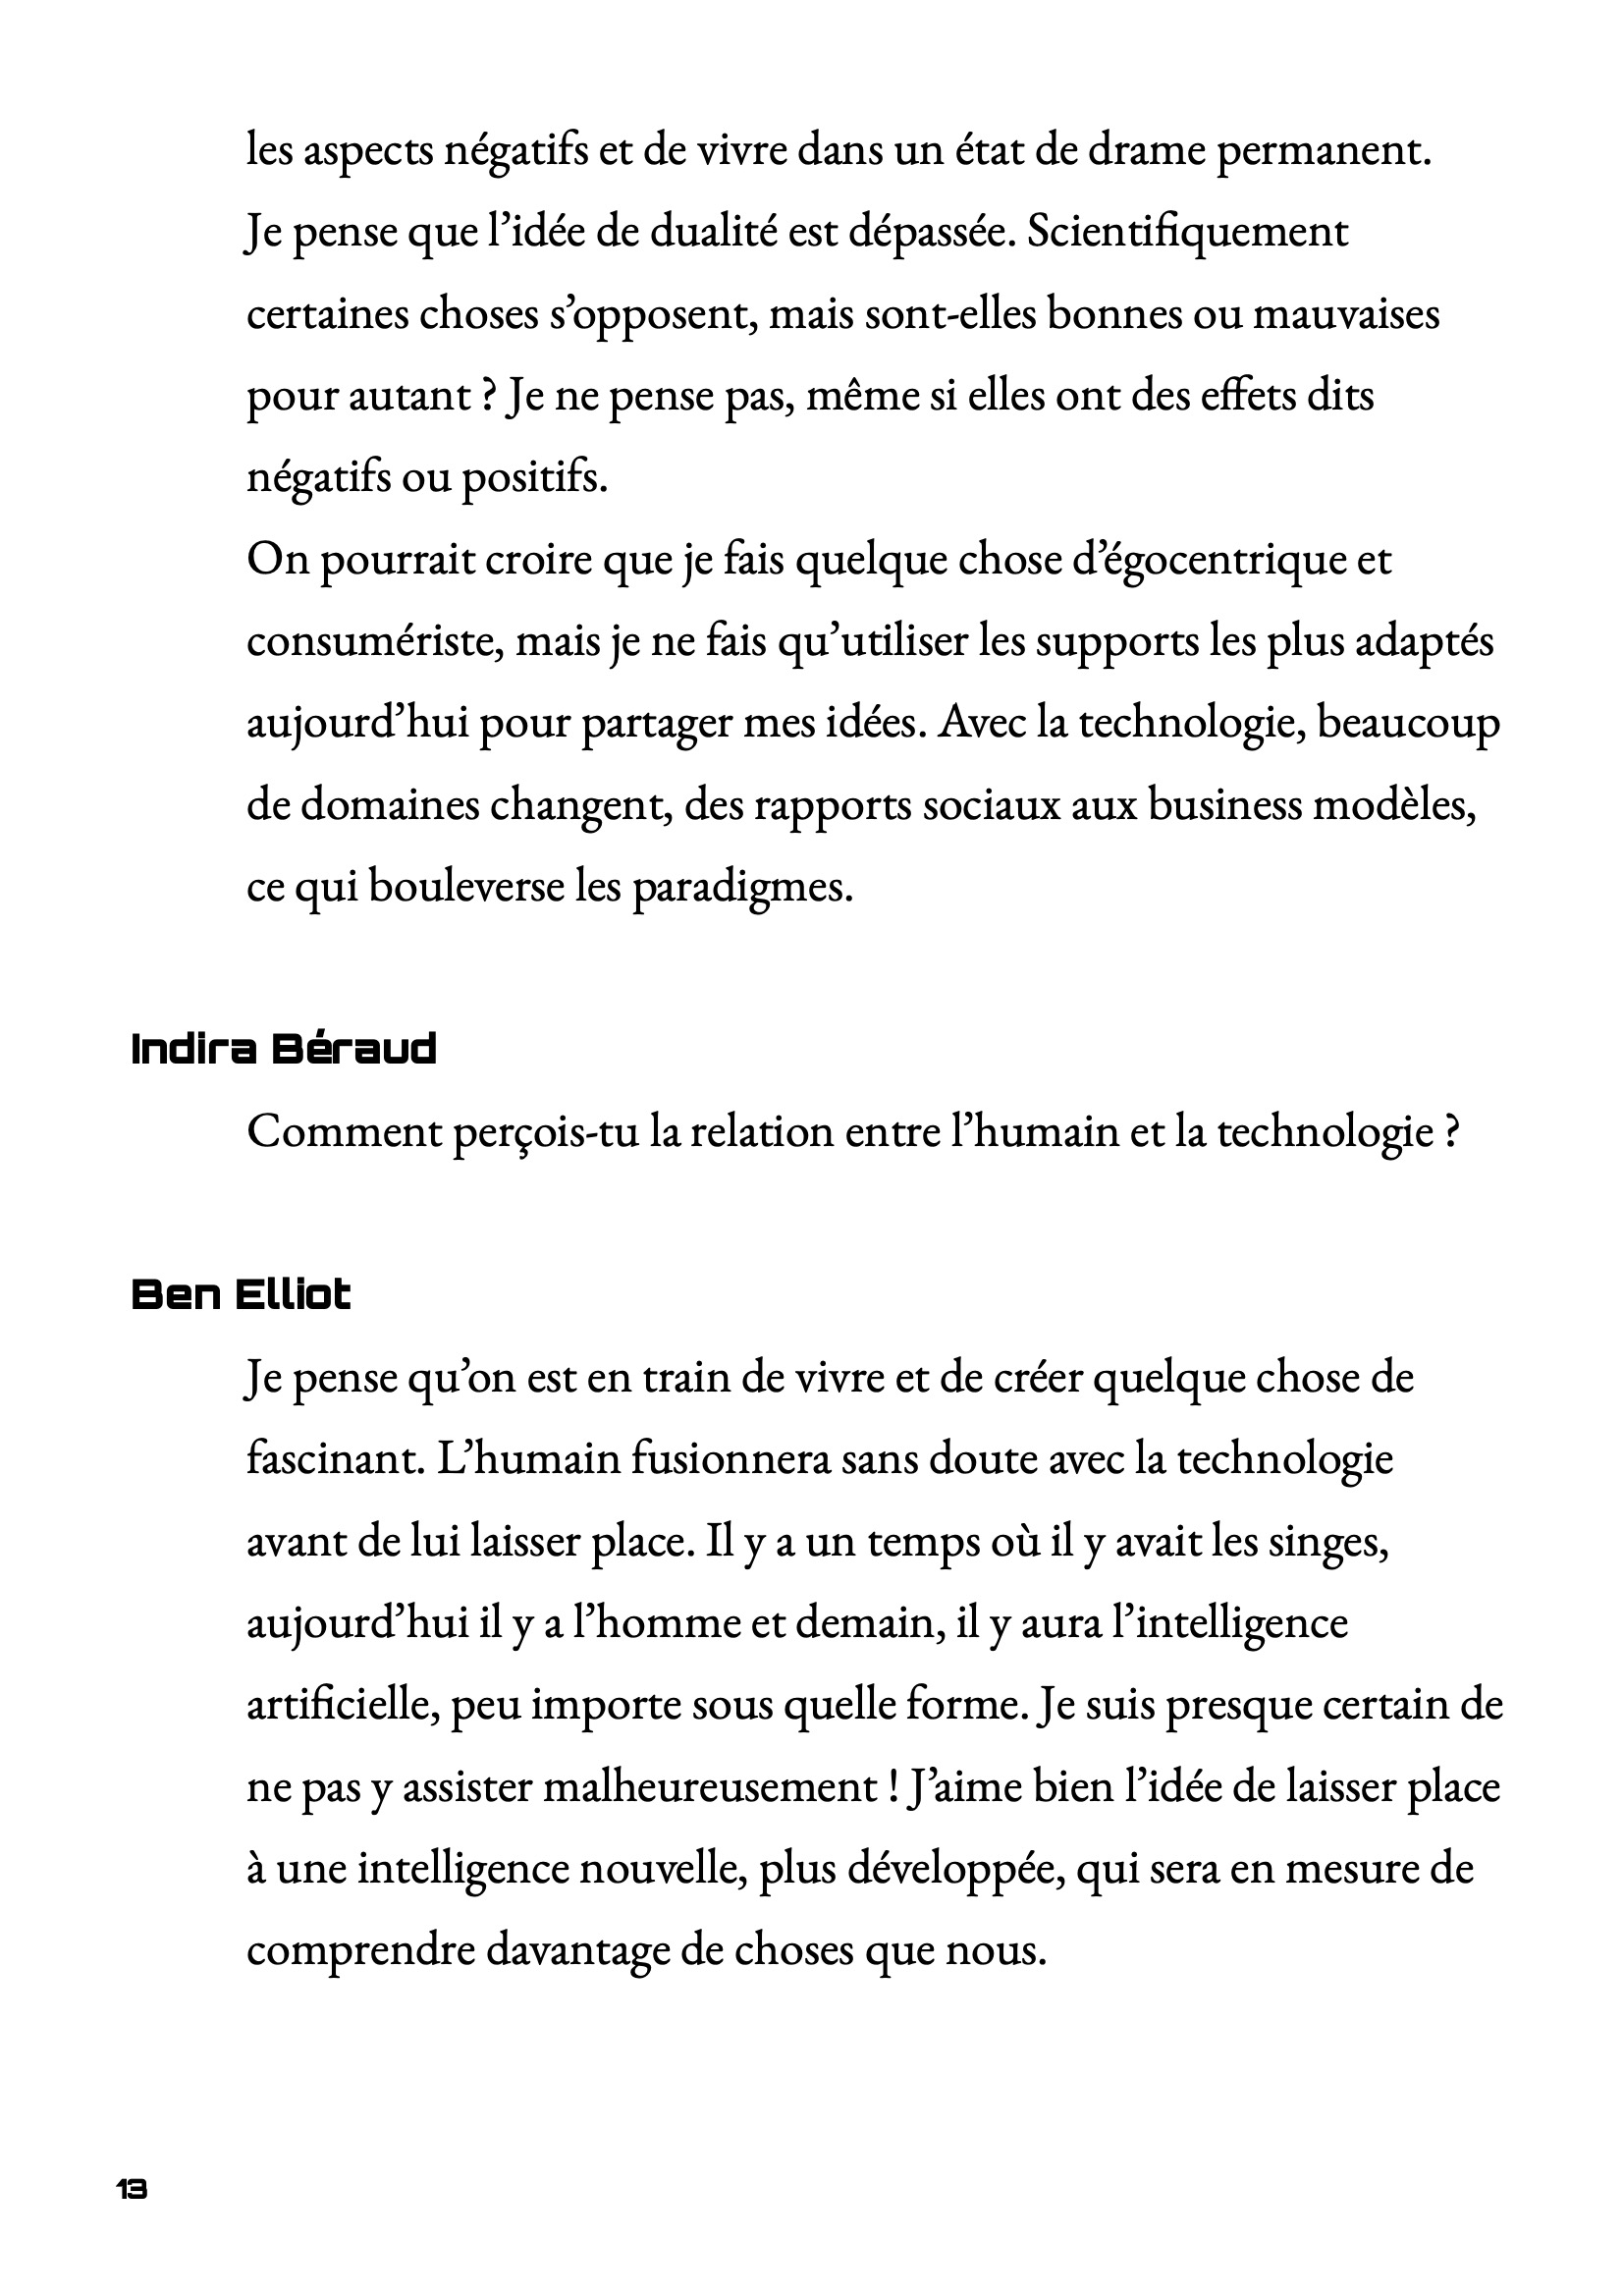 les aspects négatifs et de vivre dans un état de drame permanent.
Je pense que l’idée de dualité est dépassée. Scientifiquement
certaines choses s’opposent, mais sont-elles bonnes ou mauvaises
pour autant ? Je ne pense pas, même si elles ont des effets dits
négatifs ou positifs.
On pourrait croire que je fais quelque chose d’égocentrique et
consumériste, mais je ne fais qu’utiliser les supports les plus adaptés
aujourd’hui pour partager mes idées. Avec la technologie, beaucoup
de domaines changent, des rapports sociaux aux business modèles,
ce qui bouleverse les paradigmes.
Indira Béraud
Comment perçois-tu la relation entre l’humain et la technologie ?
Ben Elliot
Je pense qu’on est en train de vivre et de créer quelque chose de
fascinant. L’humain fusionnera sans doute avec la technologie
avant de lui laisser place. Il y a un temps où il y avait les singes,
aujourd’hui il y a l’homme et demain, il y aura l’intelligence
artificielle, peu importe sous quelle forme. Je suis presque certain de
ne pas y assister malheureusement ! J’aime bien l’idée de laisser place
à une intelligence nouvelle, plus développée, qui sera en mesure de
comprendre davantage de choses que nous.
13